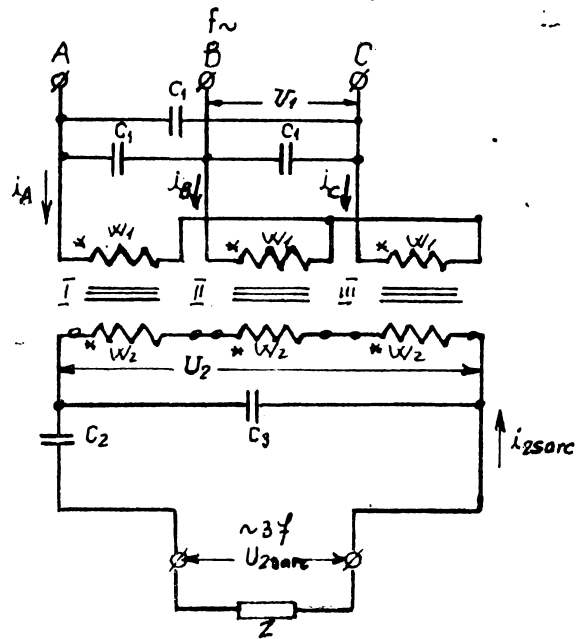 f~
A B C
C1 U1
C1 C1
iA iB iC
* W1 * W1 * W1
I II III
* W2 * W2 * W2
U2
C2 C3 i2sarc
~3f
U2sarc
Z